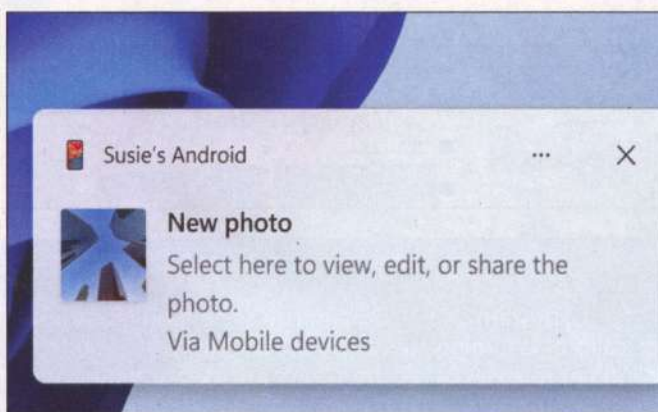 Susie's Android
New photo
Select here to view, edit, or share the
photo.
Via Mobile devices